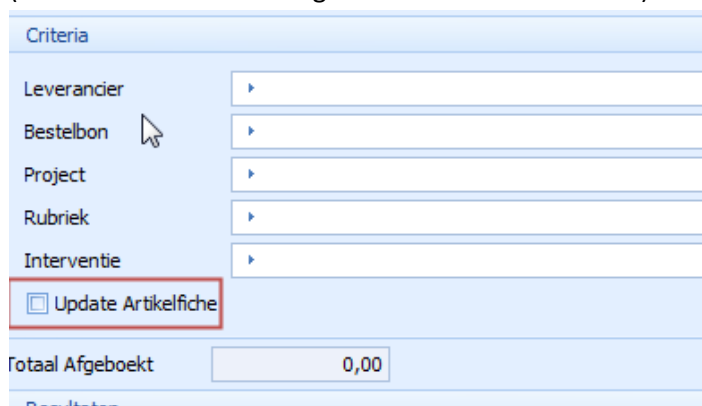 Criteria
Leverancier
Bestelbon
Project
Rubriek
Interventie
Update Artikelfiche
Totaal Afgeboekt 0,00